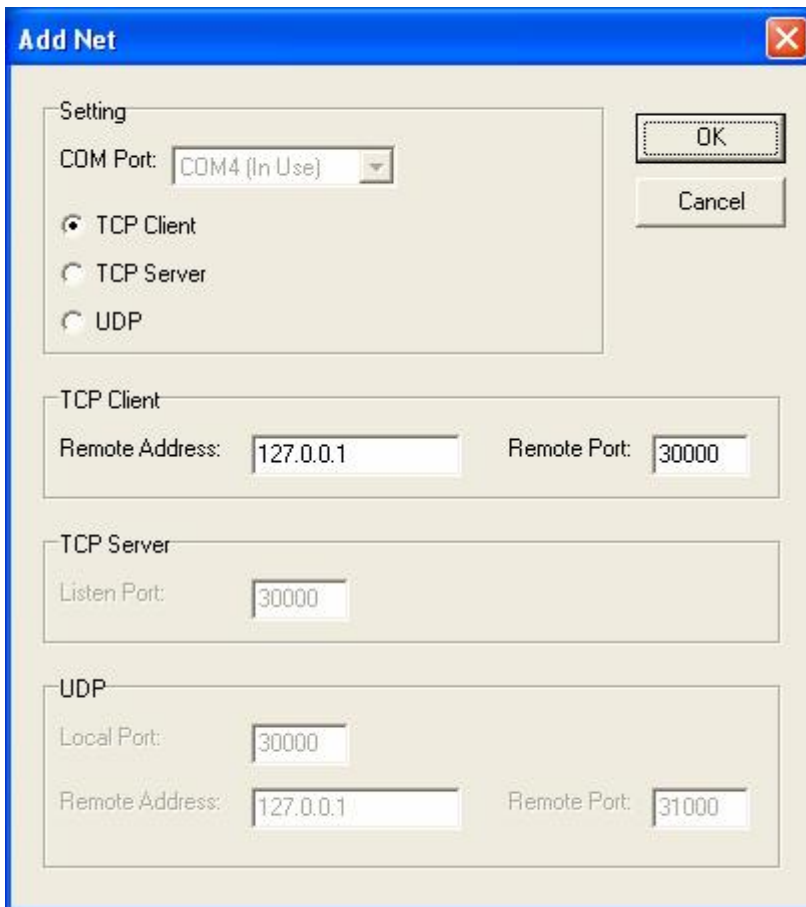 Add Net
Setting
OK
COM Port: COM4 (In Use)
Cancel
TCP Client
TCP Server
UDP
TCP Client
Remote Address: 127.0.0.1 Remote Port: 30000
TCP Server
Listen Port: 30000
UDP
Local Port: 30000
Remote Address: 127.0.0.1 Remote Port: 31000